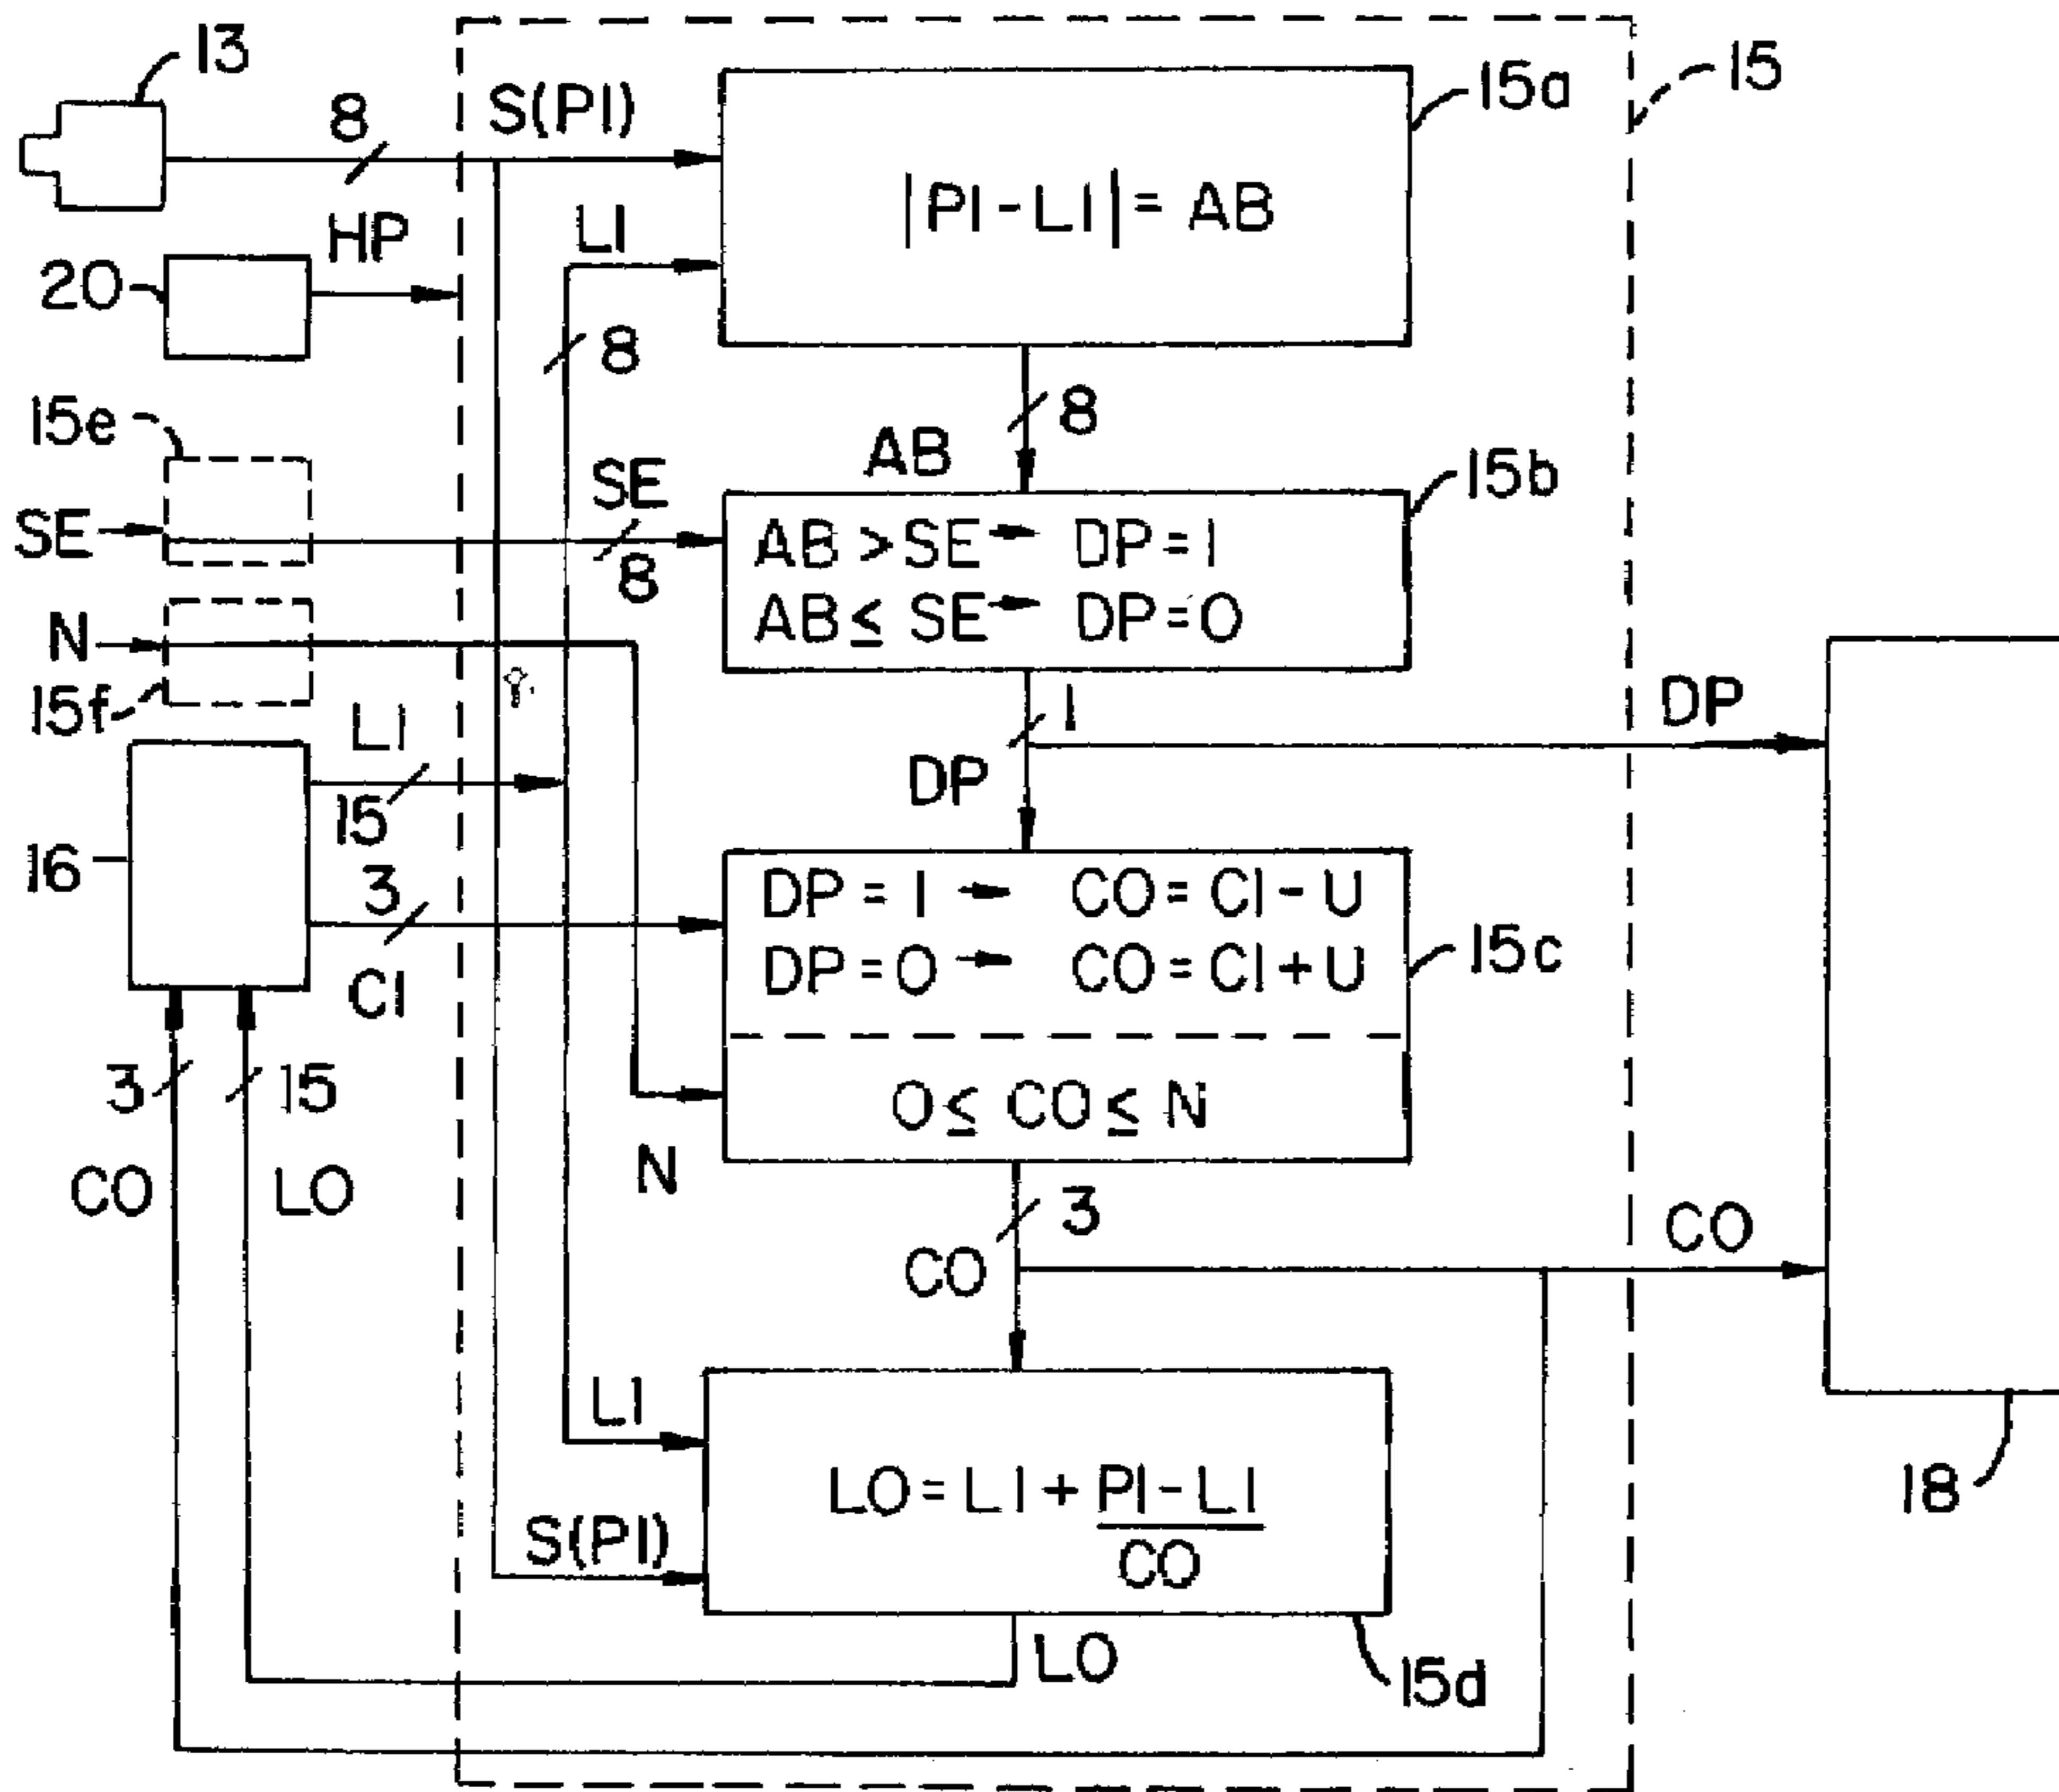 13
8
S(PI)
15a
15
|PI-LI| = AB
HP
LI
20
8
8
15e
AB
SE
15b
SE
AB > SE → DP = 1
8
AB ≤ SE → DP = 0
N
15f
LI
1
DP
DP
15
16
3
DP = 1 → CO = CI - U
DP = 0 → CO = CI + U
15c
CI
3
15
0 ≤ CO ≤ N
N
CO
LO
3
CO
CO
LI
LO = LI + PI - LI
CO
18
S(PI)
LO
15d